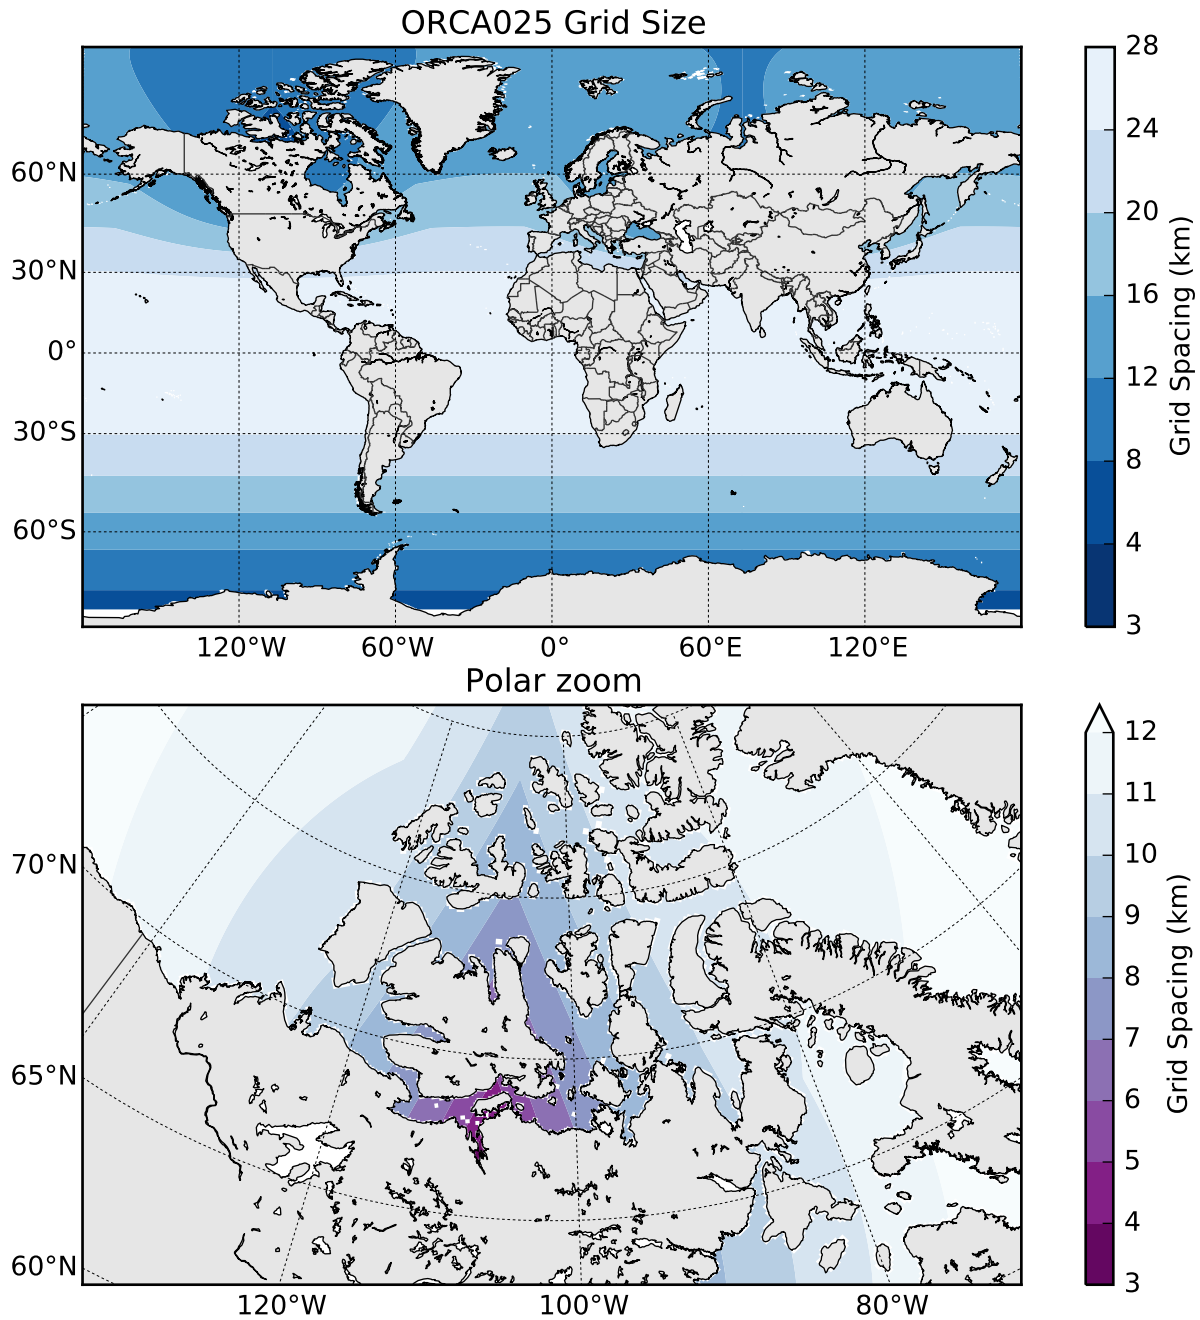 ORCA025 Grid Size
60°N
30°N
0°
30°S
60°S
120°W 60°W 0° 60°E 120°E
28
24
20
16
12
8
4
3
Grid Spacing (km)
Polar zoom
70°N
65°N
60°N
120°W 100°W 80°W
12
11
10
9
8
7
6
5
4
3
Grid Spacing (km)